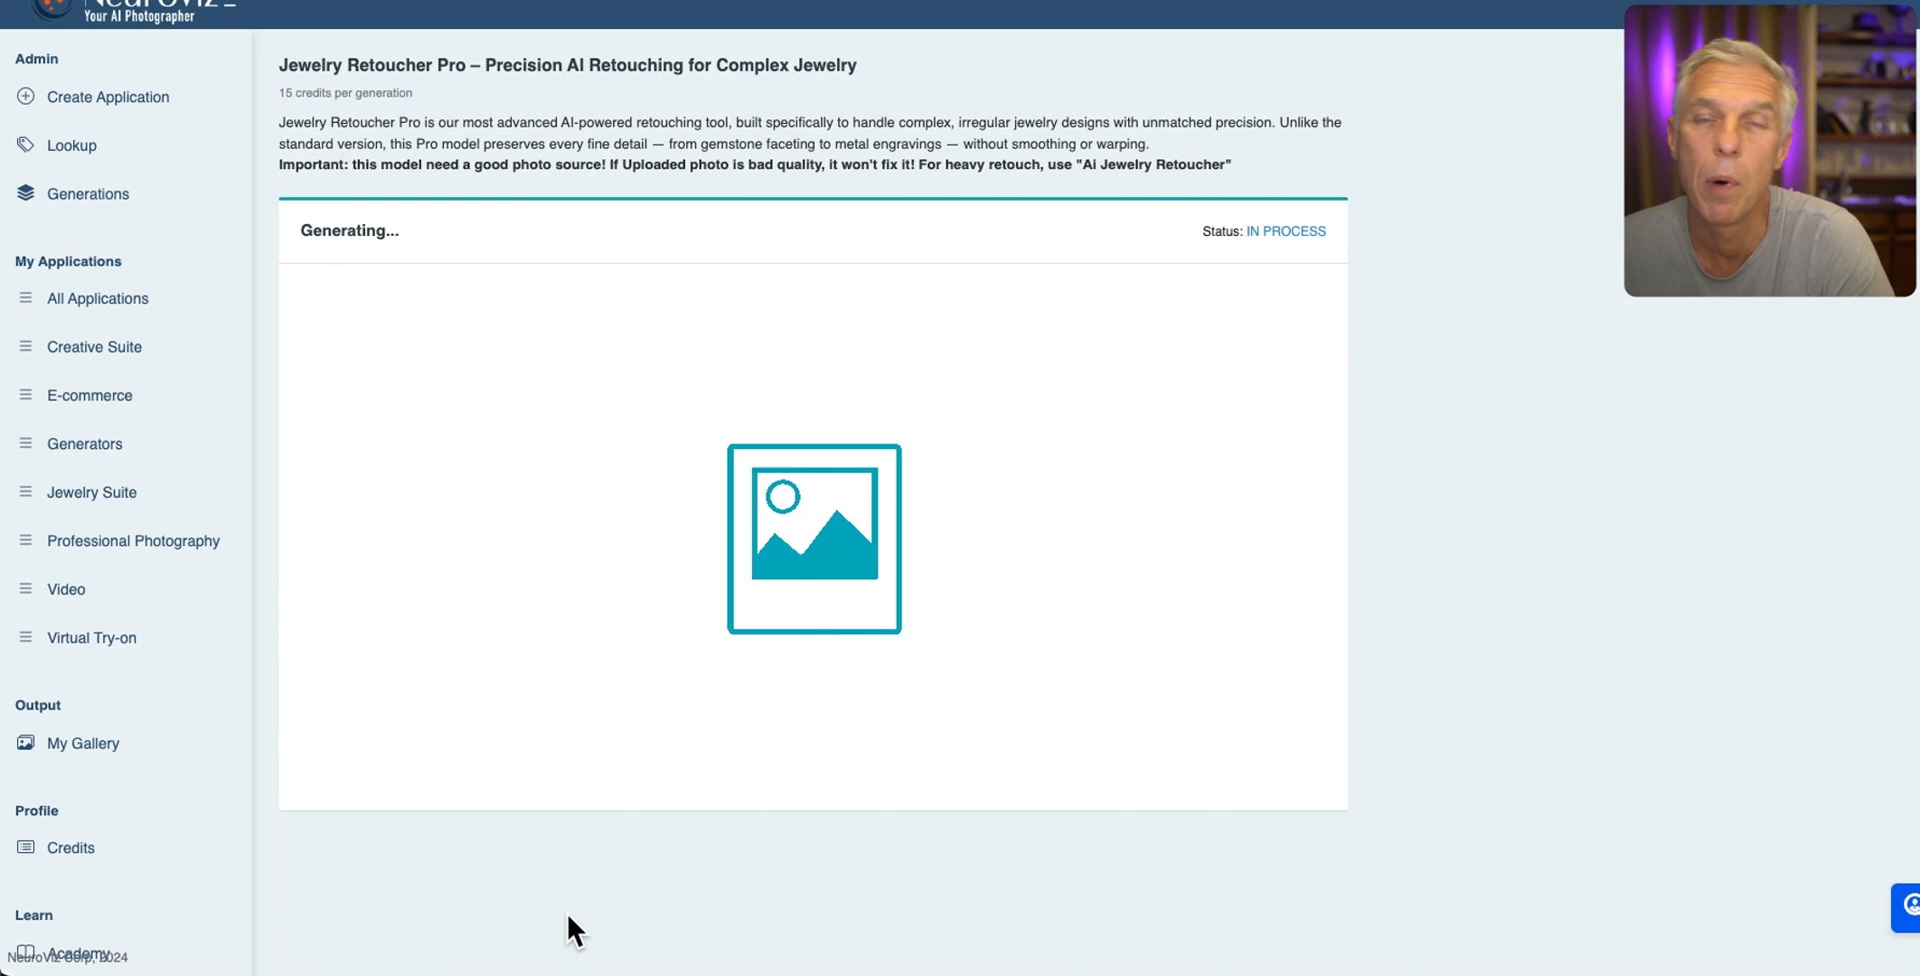 NeuroViz
Your AI Photographer
Admin
Create Application
Lookup
Generations
My Applications
All Applications
Creative Suite
E-commerce
Generators
Jewelry Suite
Professional Photography
Video
Virtual Try-on
Output
My Gallery
Profile
Credits
Learn
Academy
NeuroViz Corp, 2024
Jewelry Retoucher Pro – Precision AI Retouching for Complex Jewelry
15 credits per generation
Jewelry Retoucher Pro is our most advanced AI-powered retouching tool, built specifically to handle complex, irregular jewelry designs with unmatched precision. Unlike the
standard version, this Pro model preserves every fine detail — from gemstone faceting to metal engravings — without smoothing or warping.
Important: this model need a good photo source! If Uploaded photo is bad quality, it won't fix it! For heavy retouch, use "Ai Jewelry Retoucher"
Generating...
Status: IN PROCESS